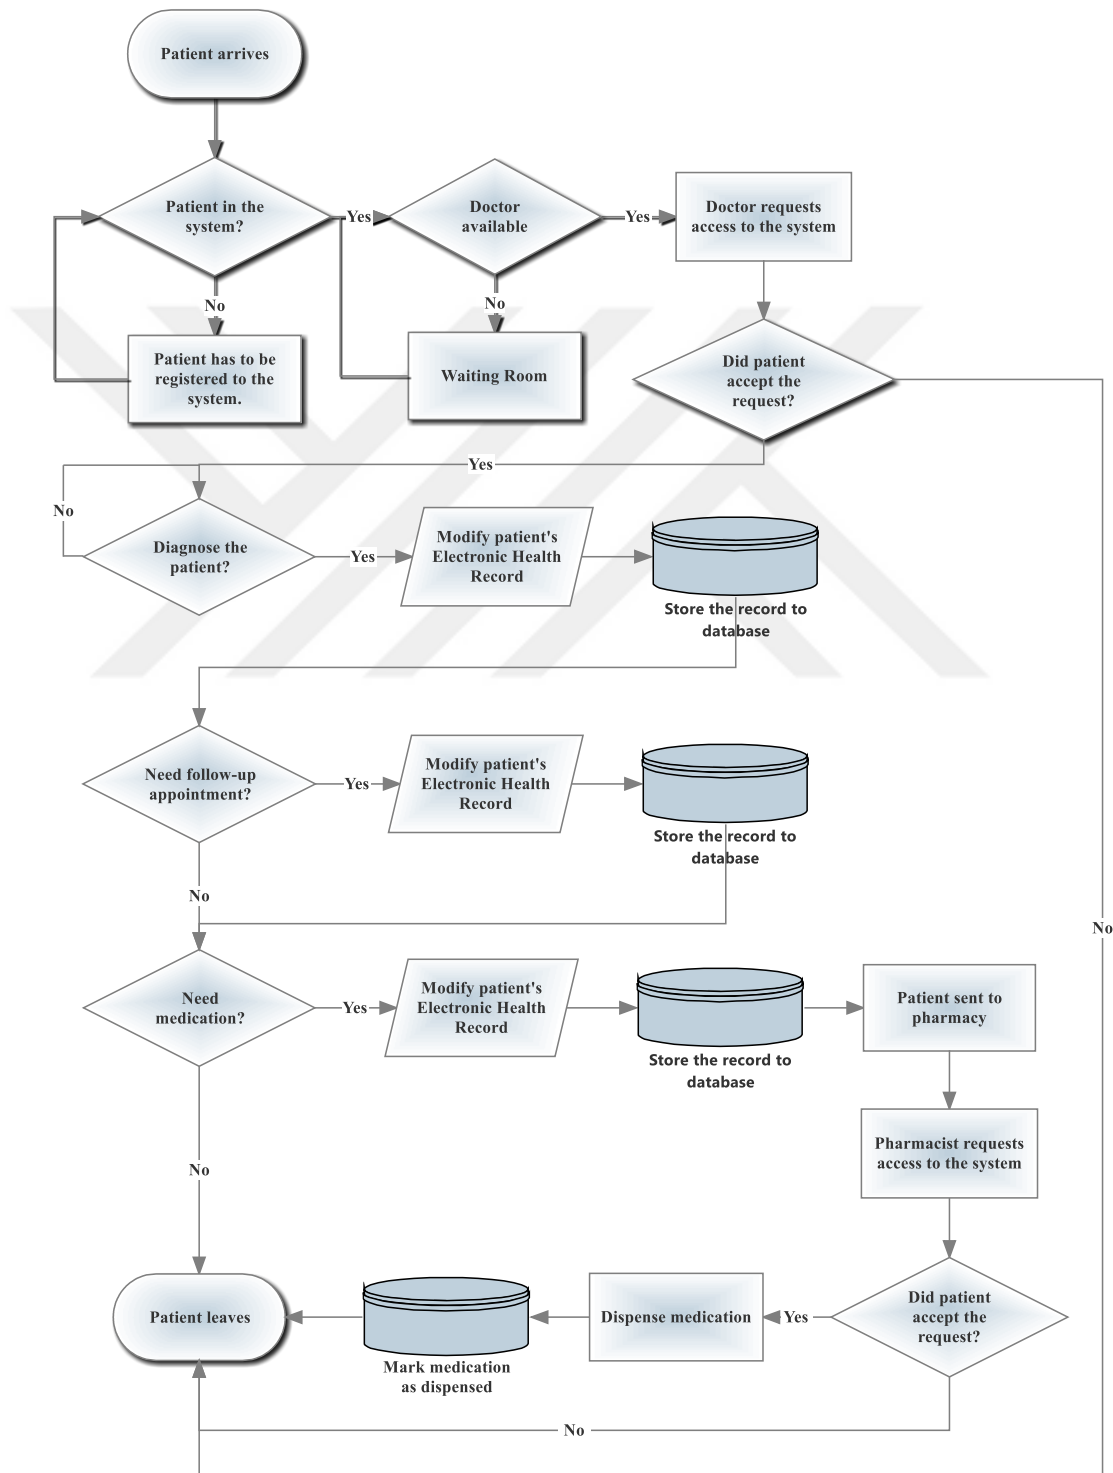 Patient arrives
Patient in the
system?
Yes
Doctor
available
Yes
Doctor requests
access to the system
No
No
Patient has to be
registered to the
system.
Waiting Room
Did patient
accept the
request?
Yes
No
Diagnose the
patient?
Yes
Modify patient's
Electronic Health
Record
Store the record to
database
Need follow-up
appointment?
Yes
Modify patient's
Electronic Health
Record
Store the record to
database
No
No
Need
medication?
Yes
Modify patient's
Electronic Health
Record
Store the record to
database
Patient sent to
pharmacy
Pharmacist requests
access to the system
No
Patient leaves
Mark medication
as dispensed
Dispense medication
Yes
Did patient
accept the
request?
No